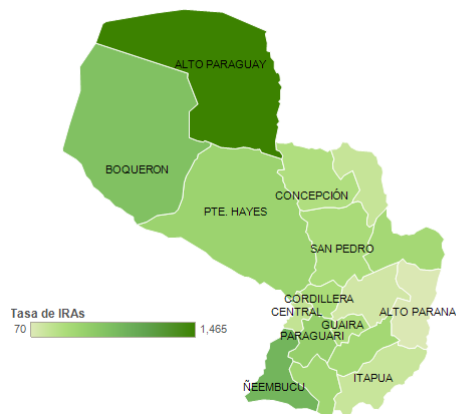 ALTO PARAGUAY
BOQUERON
CONCEPCIÓN
PTE. HAYES
SAN PEDRO
CORDILLERA
CENTRAL
ALTO PARANA
GUAIRA
PARAGUARI
ITAPUA
ÑEEMBUCU
Tasa de IRAs
70 1,465